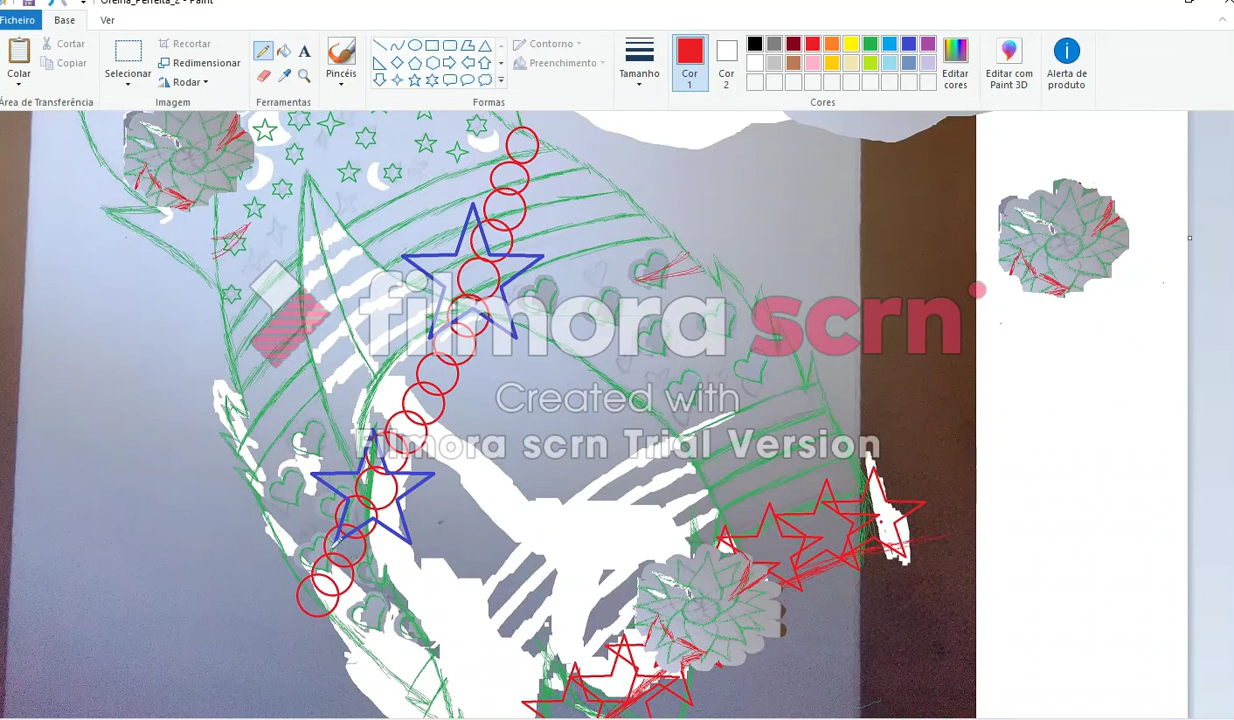 Orelha_Perfeita_2 - Paint
Ficheiro Base Ver
Colar
Cortar
Copiar
Área de Transferência
Selecionar
Recortar
Redimensionar
Rodar
Imagem
A
Ferramentas
Pincéis
Contorno
Preenchimento
Formas
Tamanho
Cor
1
Cor
2
Editar
cores
Cores
Editar com
Paint 3D
Alerta de
produto
filmora scrn
Created with
Filmora scrn Trial Version